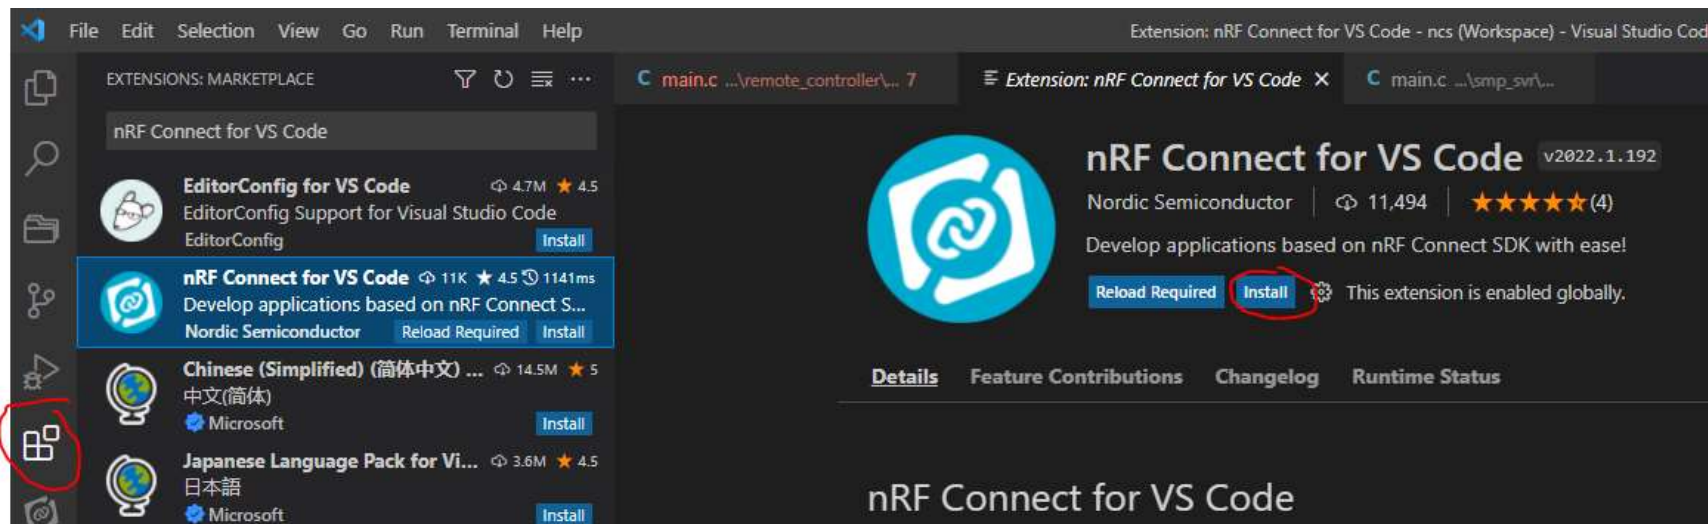 File Edit Selection View Go Run Terminal Help
Extension: nRF Connect for VS Code - ncs (Workspace) - Visual Studio Cod
EXTENSIONS: MARKETPLACE
nRF Connect for VS Code
EditorConfig for VS Code 4.7M ★ 4.5
EditorConfig Support for Visual Studio Code
EditorConfig Install
nRF Connect for VS Code 11K ★ 4.5 1141ms
Develop applications based on nRF Connect S...
Nordic Semiconductor Reload Required Install
Chinese (Simplified) (简体中文) ... 14.5M ★ 5
中文(简体)
Microsoft Install
Japanese Language Pack for Vi... 3.6M ★ 4.5
日本語
Microsoft Install
C main.c ...\remote_controller\... 7
Extension: nRF Connect for VS Code ×
C main.c ...\smp_svr\...
nRF Connect for VS Code v2022.1.192
Nordic Semiconductor 11,494 ★★★★★(4)
Develop applications based on nRF Connect SDK with ease!
Reload Required Install This extension is enabled globally.
Details Feature Contributions Changelog Runtime Status
nRF Connect for VS Code